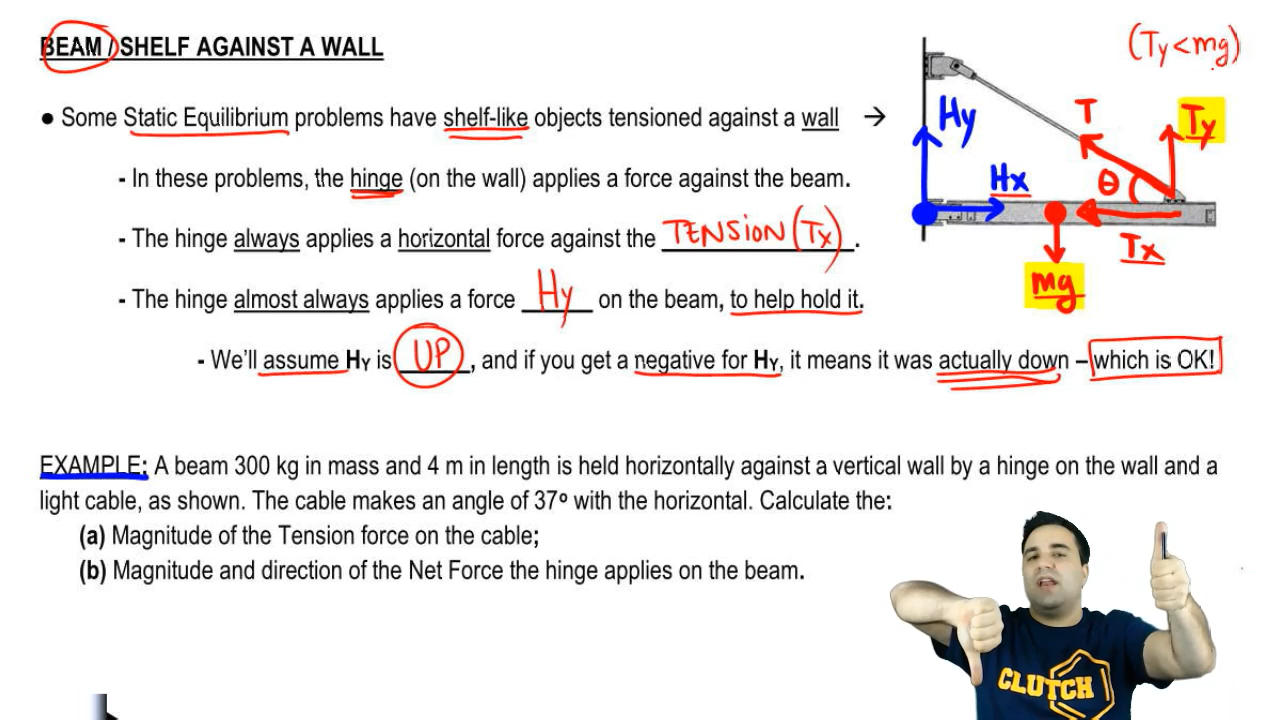 BEAM / SHELF AGAINST A WALL
(Ty<mg)
● Some Static Equilibrium problems have shelf-like objects tensioned against a wall →
- In these problems, the hinge (on the wall) applies a force against the beam.
- The hinge always applies a horizontal force against the TENSION (Tx).
- The hinge almost always applies a force Hy on the beam, to help hold it.
- We'll assume HY is UP, and if you get a negative for HY, it means it was actually down – which is OK!
Hy
T
Ty
Hx
θ
Tx
mg
EXAMPLE: A beam 300 kg in mass and 4 m in length is held horizontally against a vertical wall by a hinge on the wall and a
light cable, as shown. The cable makes an angle of 37º with the horizontal. Calculate the:
(a) Magnitude of the Tension force on the cable;
(b) Magnitude and direction of the Net Force the hinge applies on the beam.
CLUTCH